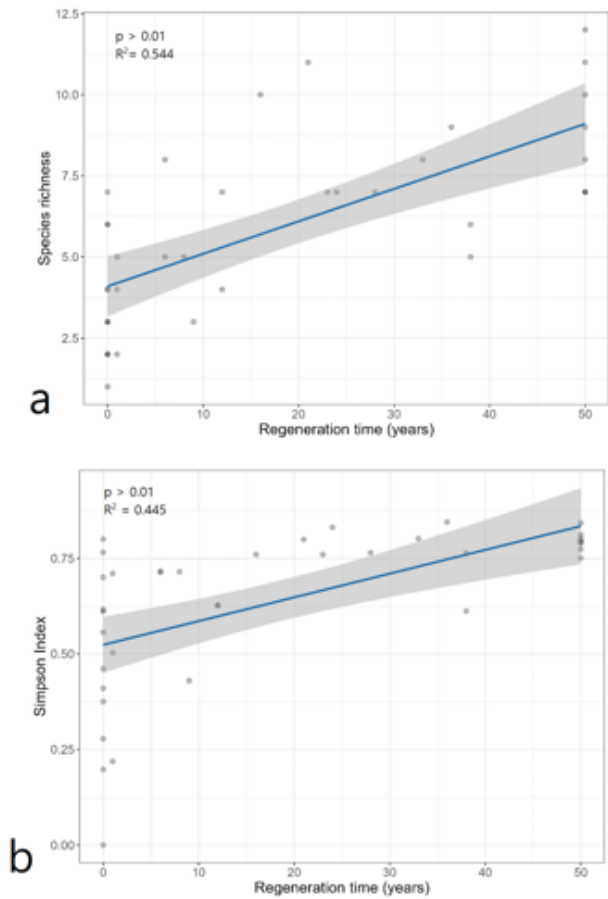 p > 0.01
R² = 0.544
12.5
10.0
7.5
5.0
2.5
Species richness
0 10 20 30 40 50
Regeneration time (years)
a
p > 0.01
R² = 0.445
0.75
0.50
0.25
0.00
Simpson Index
0 10 20 30 40 50
Regeneration time (years)
b